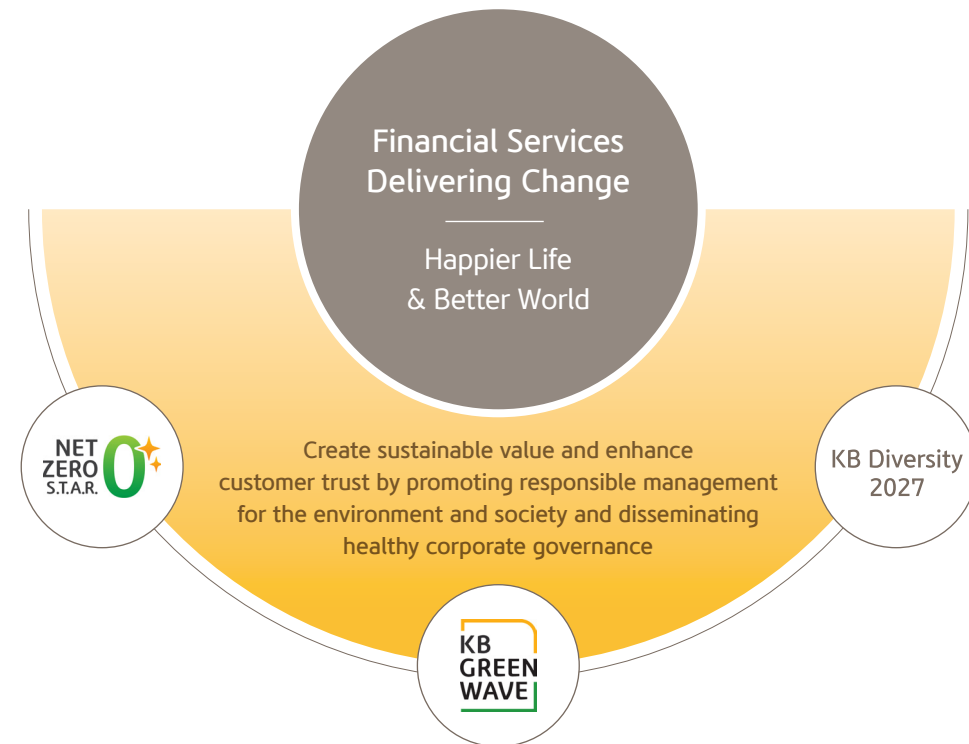 Financial Services
Delivering Change
Happier Life
& Better World
NET
ZERO
S.T.A.R.
0
Create sustainable value and enhance
customer trust by promoting responsible management
for the environment and society and disseminating
healthy corporate governance
KB Diversity
2027
KB
GREEN
WAVE